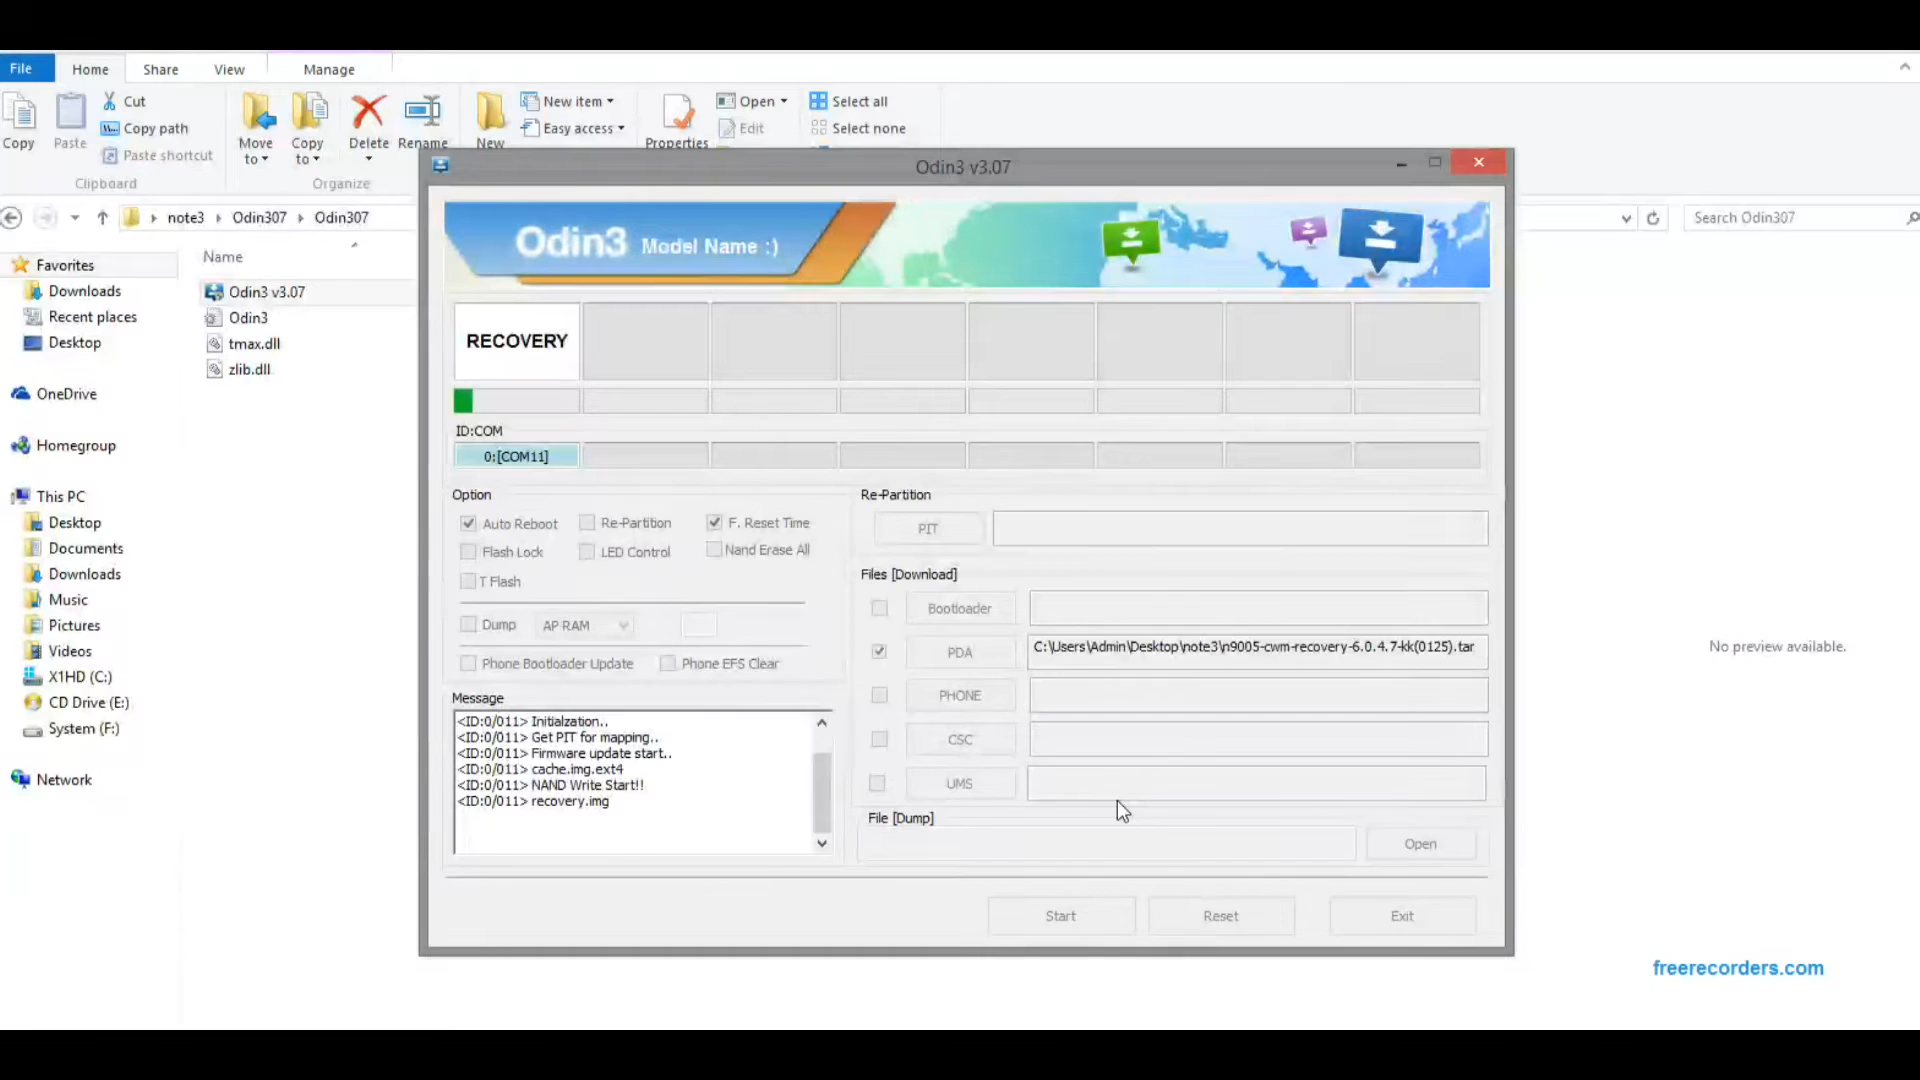 File
Home
Share
View
Manage
Copy
Paste
Cut
Copy path
Paste shortcut
Clipboard
Move to
Copy to
Delete
Rename
Organize
New
New item
Easy access
Properties
Open
Edit
Select all
Select none
note3
Odin307
Odin307
Search Odin307
Favorites
Downloads
Recent places
Desktop
OneDrive
Homegroup
This PC
Desktop
Documents
Downloads
Music
Pictures
Videos
X1HD (C:)
CD Drive (E:)
System (F:)
Network
Name
Odin3 v3.07
Odin3
tmax.dll
zlib.dll
Odin3 v3.07
Odin3 Model Name :)
RECOVERY
ID:COM
0:[COM11]
Option
Auto Reboot
Re-Partition
F. Reset Time
Flash Lock
LED Control
Nand Erase All
T Flash
Dump
AP RAM
Phone Bootloader Update
Phone EFS Clear
Message
<ID:0/011> Initialzation..
<ID:0/011> Get PIT for mapping..
<ID:0/011> Firmware update start..
<ID:0/011> cache.img.ext4
<ID:0/011> NAND Write Start!!
<ID:0/011> recovery.img
Re-Partition
PIT
Files [Download]
Bootloader
PDA
C:\Users\Admin\Desktop\note3\n9005-cwm-recovery-6.0.4.7-kk(0125).tar
PHONE
CSC
UMS
File [Dump]
Open
Start
Reset
Exit
No preview available.
freerecorders.com